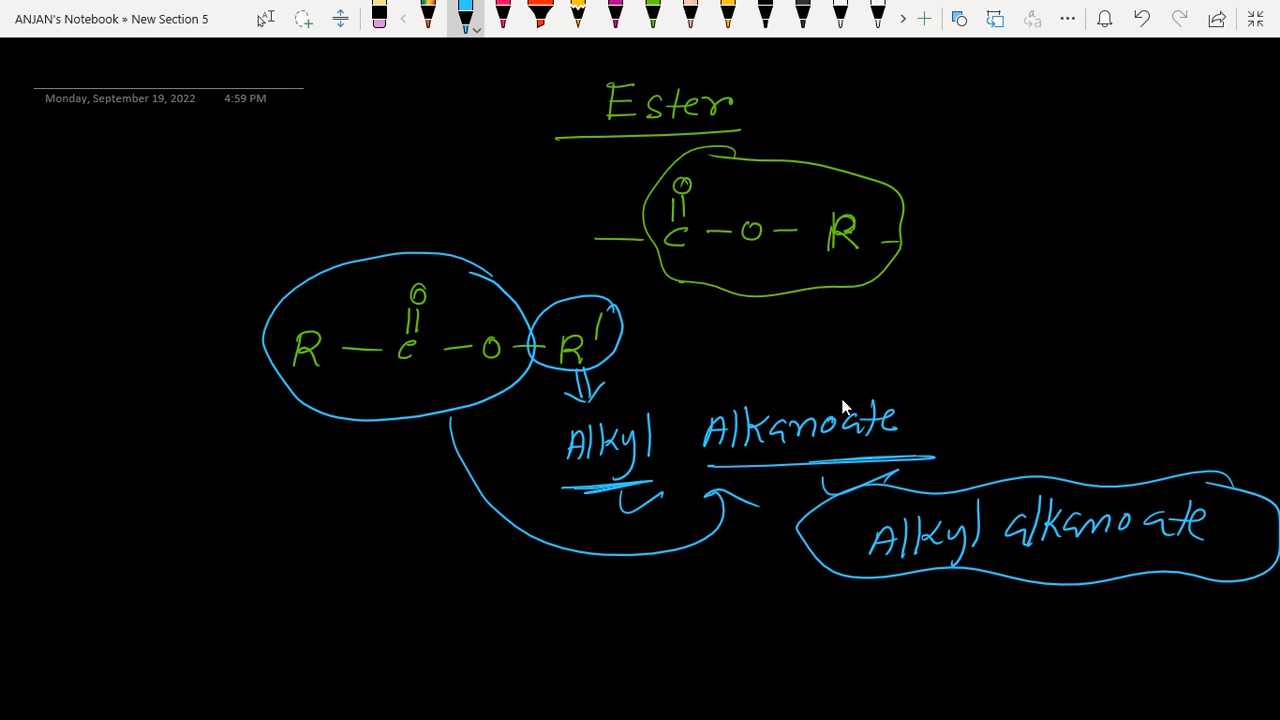 ANJAN's Notebook » New Section 5
Monday, September 19, 2022 4:59 PM
Ester
O
||
— C — O — R —
O
||
R — C — O — R'
Alkyl Alkanoate
Alkyl alkanoate